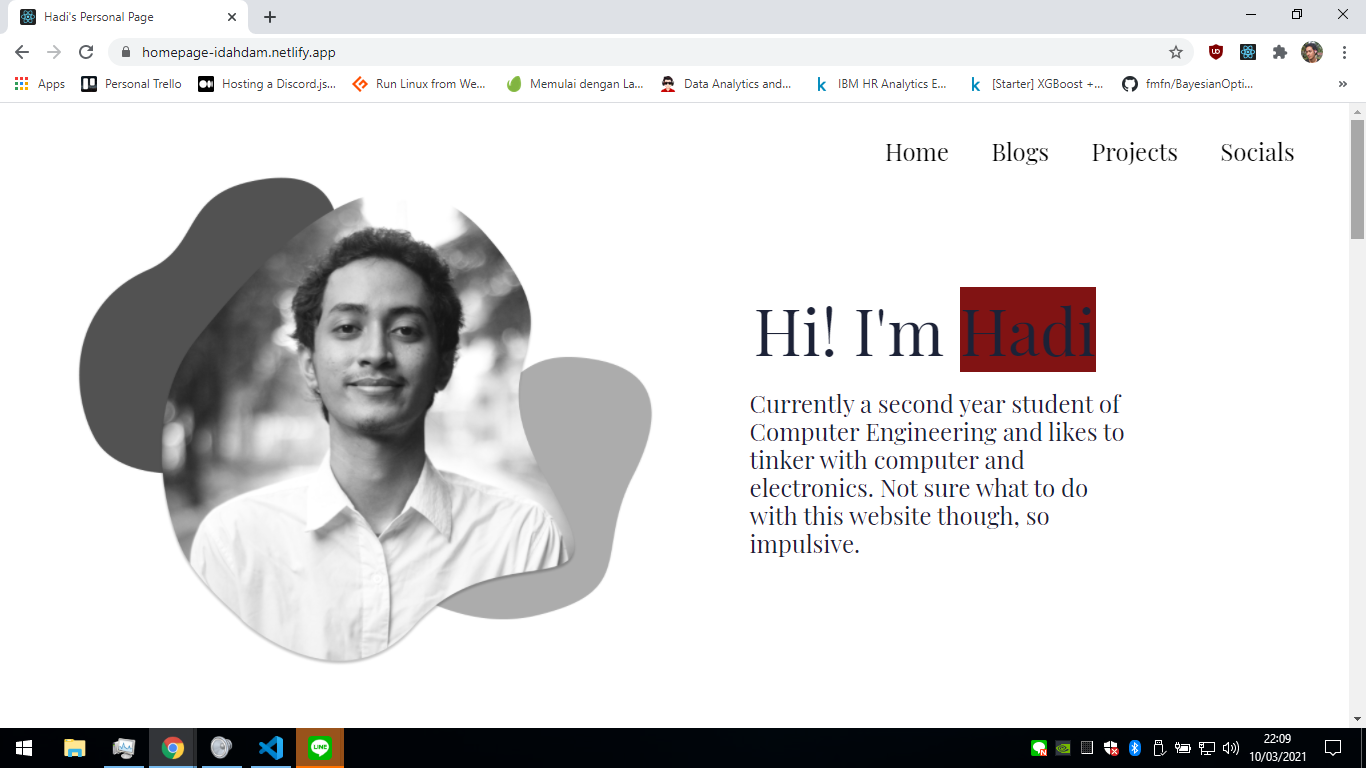 Hadi's Personal Page
homepage-idahdam.netlify.app
Apps
Personal Trello
Hosting a Discord.js...
Run Linux from We...
Memulai dengan La...
Data Analytics and...
IBM HR Analytics E...
[Starter] XGBoost +...
fmfn/BayesianOpti...
Home
Blogs
Projects
Socials
Hi! I'm Hadi
Currently a second year student of
Computer Engineering and likes to
tinker with computer and
electronics. Not sure what to do
with this website though, so
impulsive.
LINE
22:09
10/03/2021